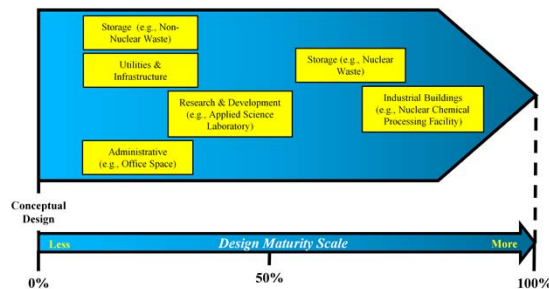 Storage (e.g., Non-
Nuclear Waste)
Utilities &
Infrastructure
Storage (e.g., Nuclear
Waste)
Research & Development
(e.g., Applied Science
Laboratory)
Industrial Buildings
(e.g., Nuclear Chemical
Processing Facility)
Administrative
(e.g., Office Space)
Conceptual
Design
Less
Design Maturity Scale
More
0%
50%
100%